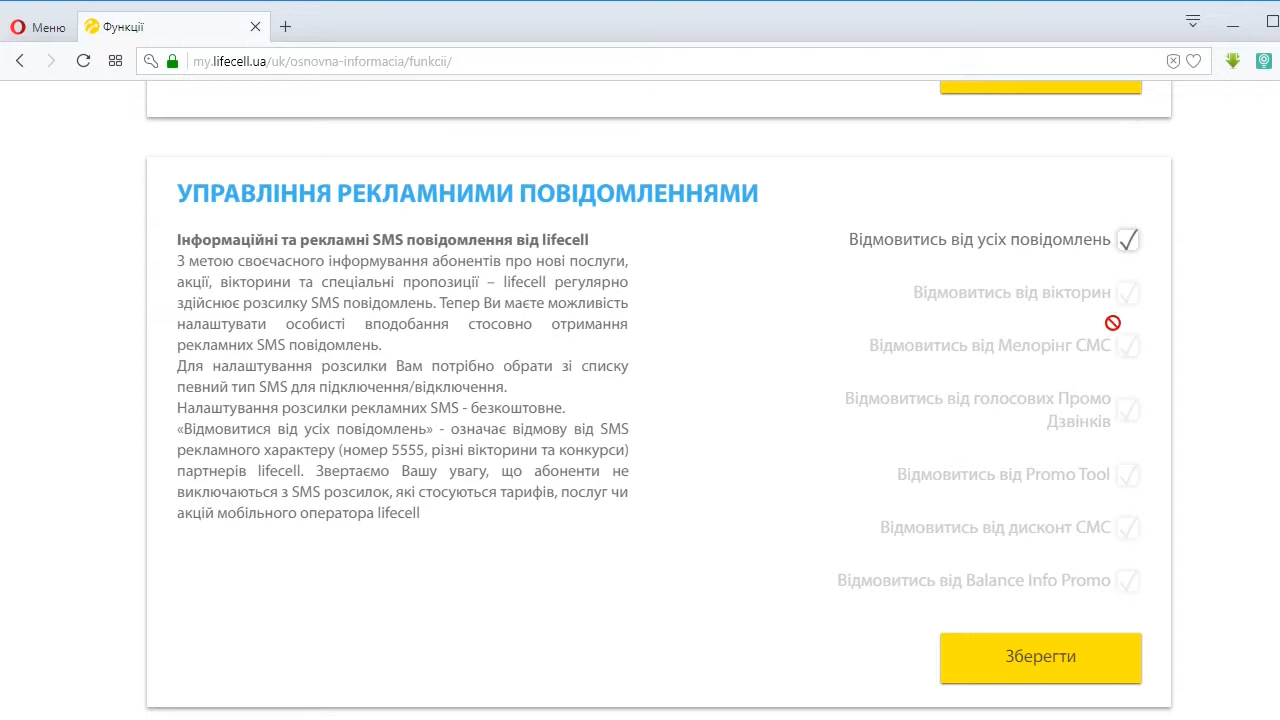 Меню
Функції
my.lifecell.ua/uk/osnovna-informacia/funkcii/
УПРАВЛІННЯ РЕКЛАМНИМИ ПОВІДОМЛЕННЯМИ
Інформаційні та рекламні SMS повідомлення від lifecell
З метою своєчасного інформування абонентів про нові послуги,
акції, вікторини та спеціальні пропозиції – lifecell регулярно
здійснює розсилку SMS повідомлень. Тепер Ви маєте можливість
налаштувати особисті вподобання стосовно отримання
рекламних SMS повідомлень.
Для налаштування розсилки Вам потрібно обрати зі списку
певний тип SMS для підключення/відключення.
Налаштування розсилки рекламних SMS - безкоштовне.
«Відмовитися від усіх повідомлень» - означає відмову від SMS
рекламного характеру (номер 5555, різні вікторини та конкурси)
партнерів lifecell. Звертаємо Вашу увагу, що абоненти не
виключаються з SMS розсилок, які стосуються тарифів, послуг чи
акцій мобільного оператора lifecell
Відмовитись від усіх повідомлень
Відмовитись від вікторин
Відмовитись від Мелорінг СМС
Відмовитись від голосових Промо
Дзвінків
Відмовитись від Promo Tool
Відмовитись від дисконт СМС
Відмовитись від Balance Info Promo
Зберегти